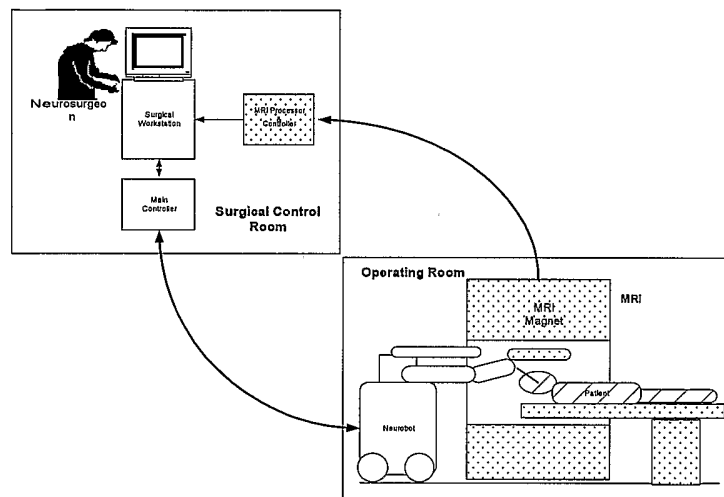 Neurosurgeo
n
Surgical
Workstation
MRI Processor
&
Controller
Main
Controller
Surgical Control
Room
Operating Room
MRI
Magnet
MRI
Patient
Neurobot